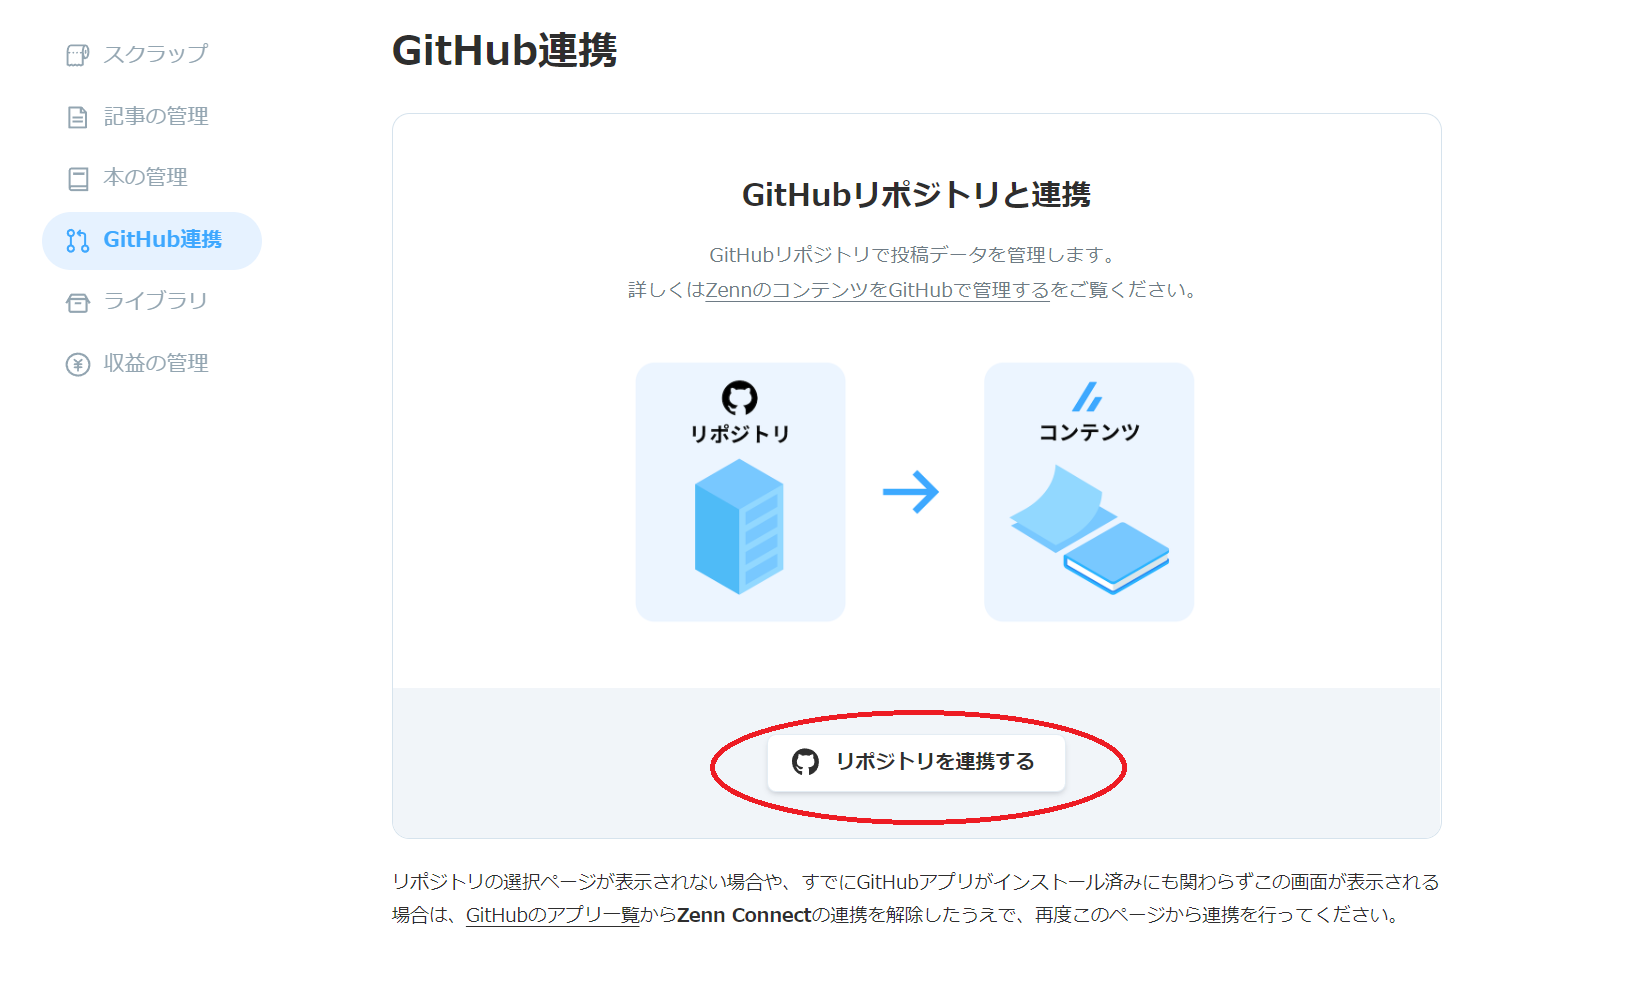 スクラップ
記事の管理
本の管理
GitHub連携
ライブラリ
収益の管理
GitHub連携
GitHubリポジトリと連携
GitHubリポジトリで投稿データを管理します。
詳しくはZennのコンテンツをGitHubで管理するをご覧ください。
リポジトリ
コンテンツ
リポジトリを連携する
リポジトリの選択ページが表示されない場合や、すでにGitHubアプリがインストール済みにも関わらずこの画面が表示される
場合は、GitHubのアプリ一覧からZenn Connectの連携を解除したうえで、再度このページから連携を行ってください。